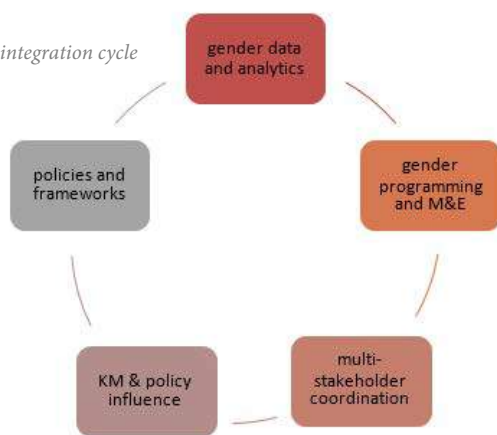 integration cycle
gender data
and analytics
policies and
frameworks
gender
programming
and M&E
KM & policy
influence
multi-
stakeholder
coordination